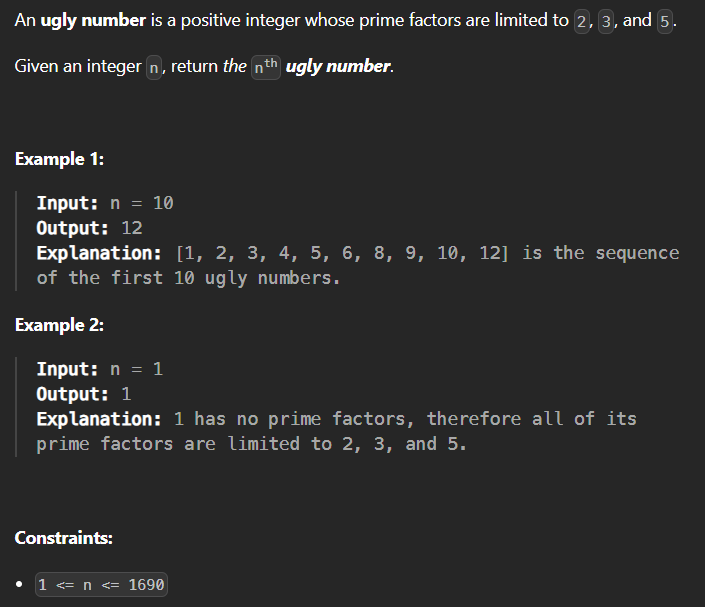 An ugly number is a positive integer whose prime factors are limited to 2, 3, and 5.
Given an integer n, return the nth ugly number.
Example 1:
Input: n = 10
Output: 12
Explanation: [1, 2, 3, 4, 5, 6, 8, 9, 10, 12] is the sequence
of the first 10 ugly numbers.
Example 2:
Input: n = 1
Output: 1
Explanation: 1 has no prime factors, therefore all of its
prime factors are limited to 2, 3, and 5.
Constraints:
• 1 <= n <= 1690